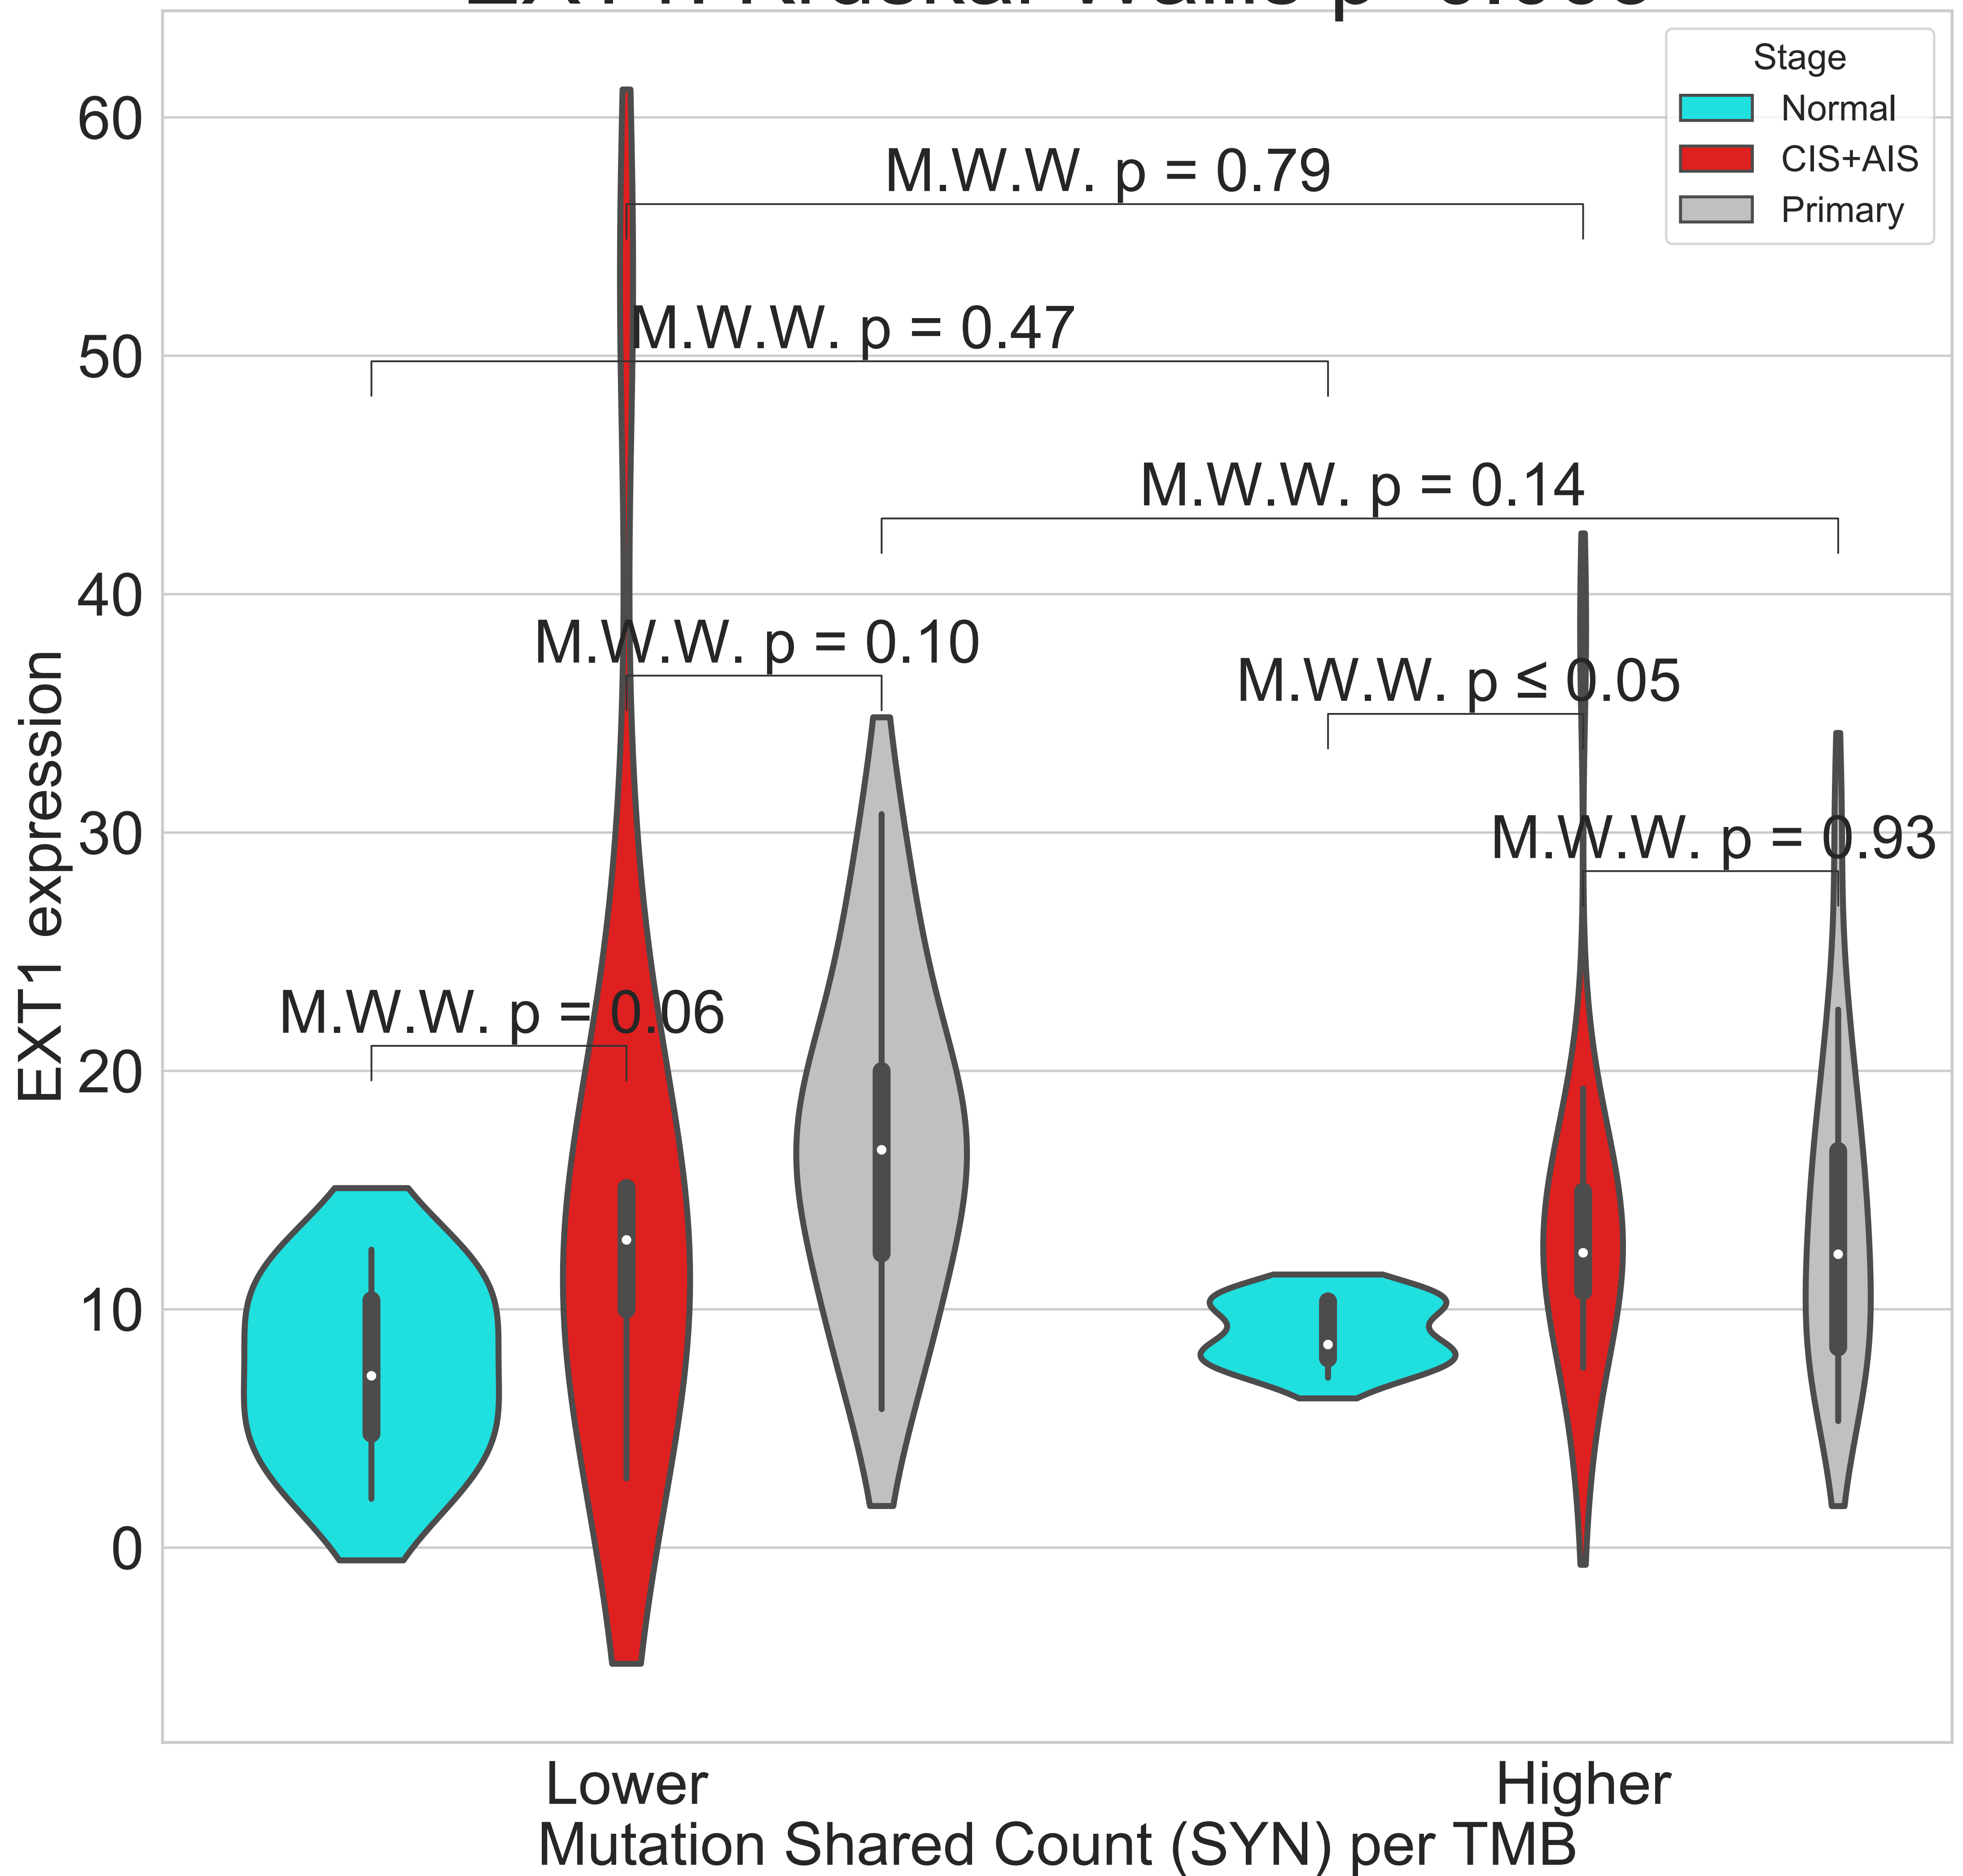 Stage
Normal
CIS+AIS
Primary
60
50
40
30
20
10
0
EXT1 expression
M.W.W. p = 0.79
M.W.W. p = 0.47
M.W.W. p = 0.14
M.W.W. p = 0.10
M.W.W. p ≤ 0.05
M.W.W. p = 0.93
M.W.W. p = 0.06
Lower
Higher
Mutation Shared Count (SYN) per TMB